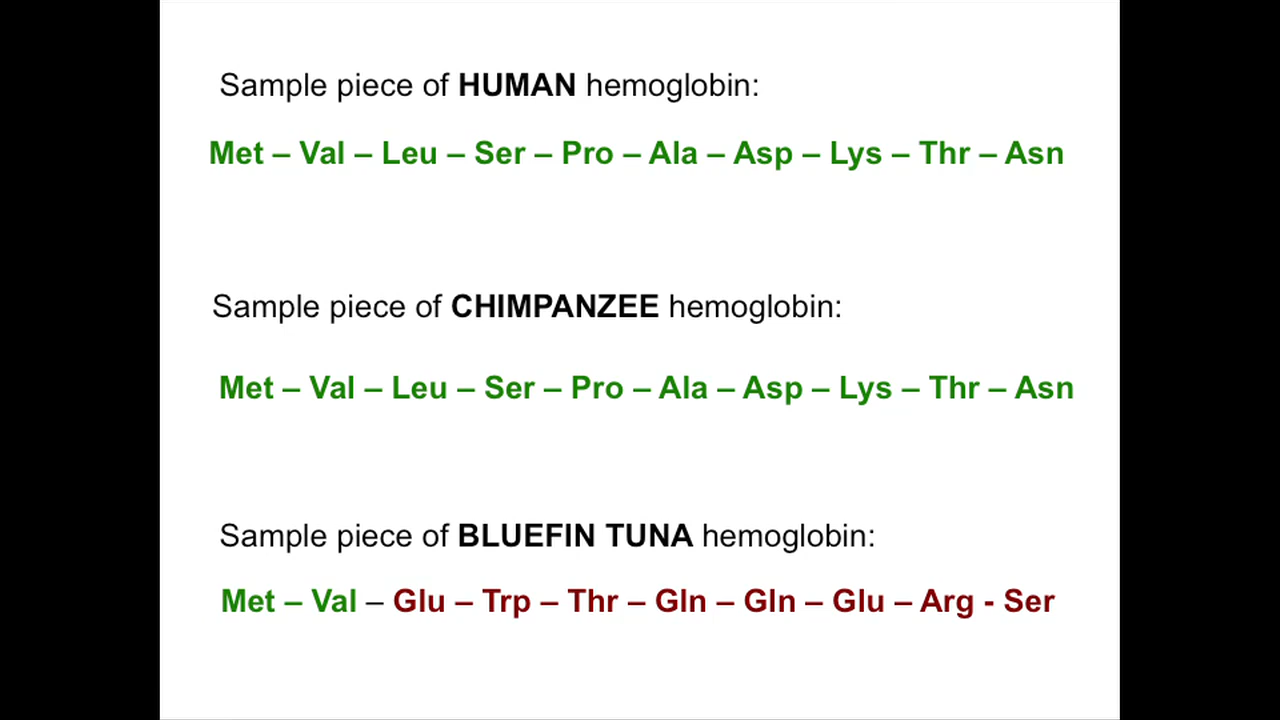 Sample piece of HUMAN hemoglobin:
Met – Val – Leu – Ser – Pro – Ala – Asp – Lys – Thr – Asn
Sample piece of CHIMPANZEE hemoglobin:
Met – Val – Leu – Ser – Pro – Ala – Asp – Lys – Thr – Asn
Sample piece of BLUEFIN TUNA hemoglobin:
Met – Val – Glu – Trp – Thr – Gln – Gln – Glu – Arg - Ser